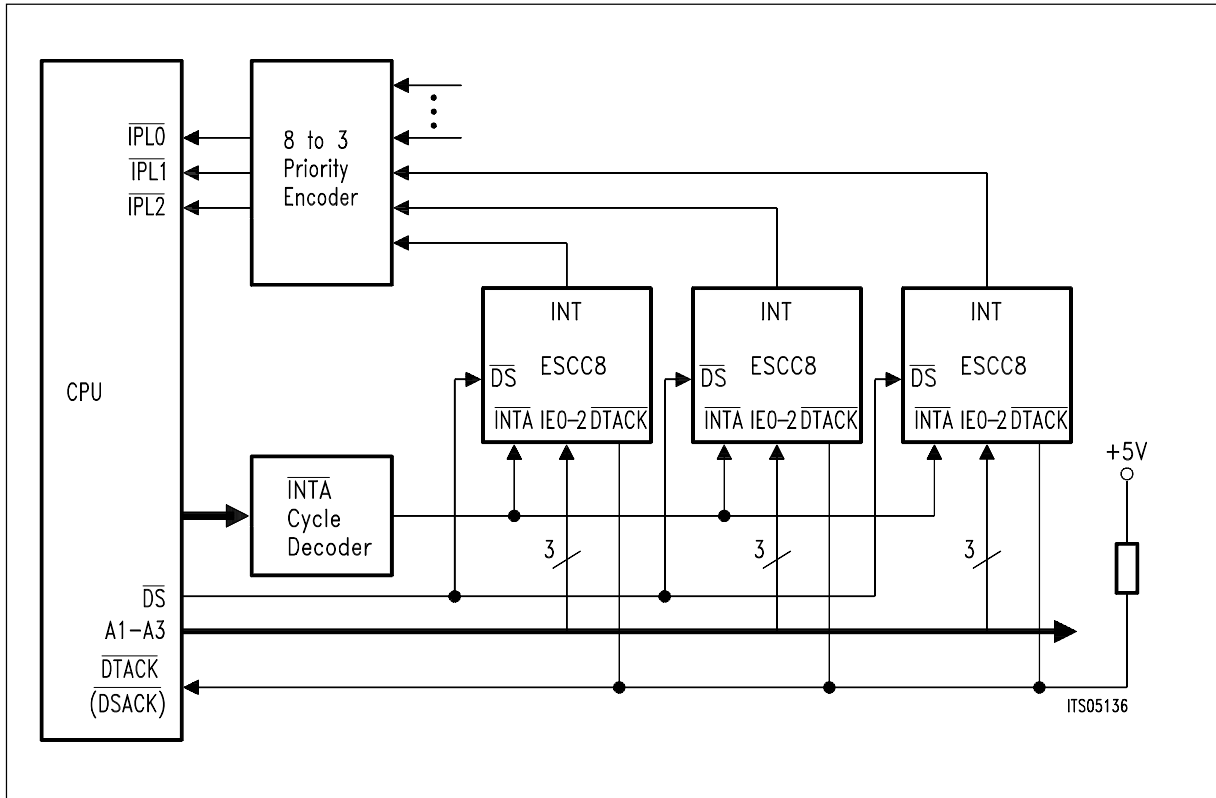 CPU
IPL0
IPL1
IPL2
8 to 3
Priority
Encoder
INT
ESCC8
DS
INTA IE0-2 DTACK
INT
ESCC8
DS
INTA IE0-2 DTACK
INT
ESCC8
DS
INTA IE0-2 DTACK
+5V
INTA
Cycle
Decoder
3
3
3
DS
A1-A3
DTACK
(DSACK)
ITS05136